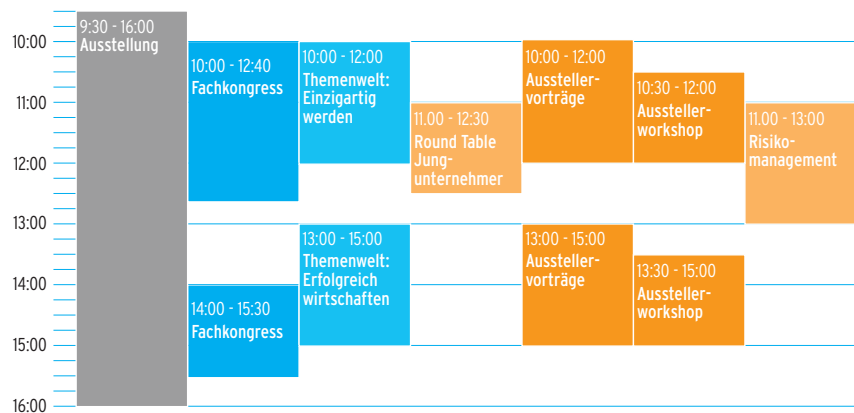 10:00
11:00
12:00
13:00
14:00
15:00
16:00
9:30 - 16:00
Ausstellung
10:00 - 12:40
Fachkongress
14:00 - 15:30
Fachkongress
10:00 - 12:00
Themenwelt:
Einzigartig
werden
13:00 - 15:00
Themenwelt:
Erfolgreich
wirtschaften
11.00 - 12:30
Round Table
Jung-
unternehmer
10:00 - 12:00
Aussteller-
vorträge
13:00 - 15:00
Aussteller-
vorträge
10:30 - 12:00
Aussteller-
workshop
13:30 - 15:00
Aussteller-
workshop
11.00 - 13:00
Risiko-
management